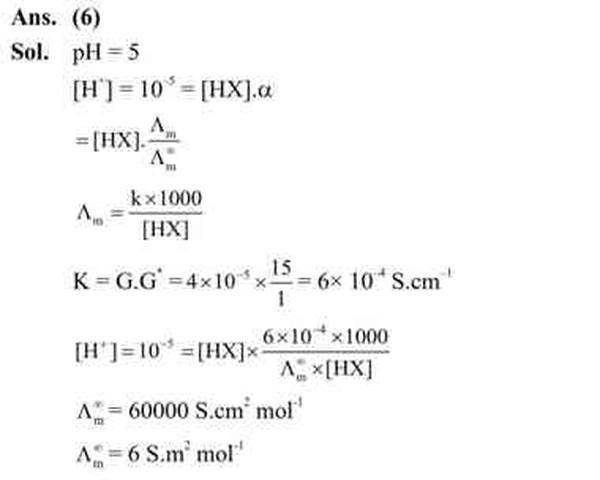 Ans. (6)
Sol. pH = 5
[H⁺] = 10⁻⁵ = [HX].α
= [HX]. Λₘ / Λₘ^∞
Λₘ = k × 1000 / [HX]
K = G.G* = 4 × 10⁻⁵ × 15 / 1 = 6 × 10⁻⁴ S.cm⁻¹
[H⁺] = 10⁻⁵ = [HX] × 6 × 10⁻⁴ × 1000 / Λₘ^∞ × [HX]
Λₘ^∞ = 60000 S.cm² mol⁻¹
Λₘ^∞ = 6 S.m² mol⁻¹